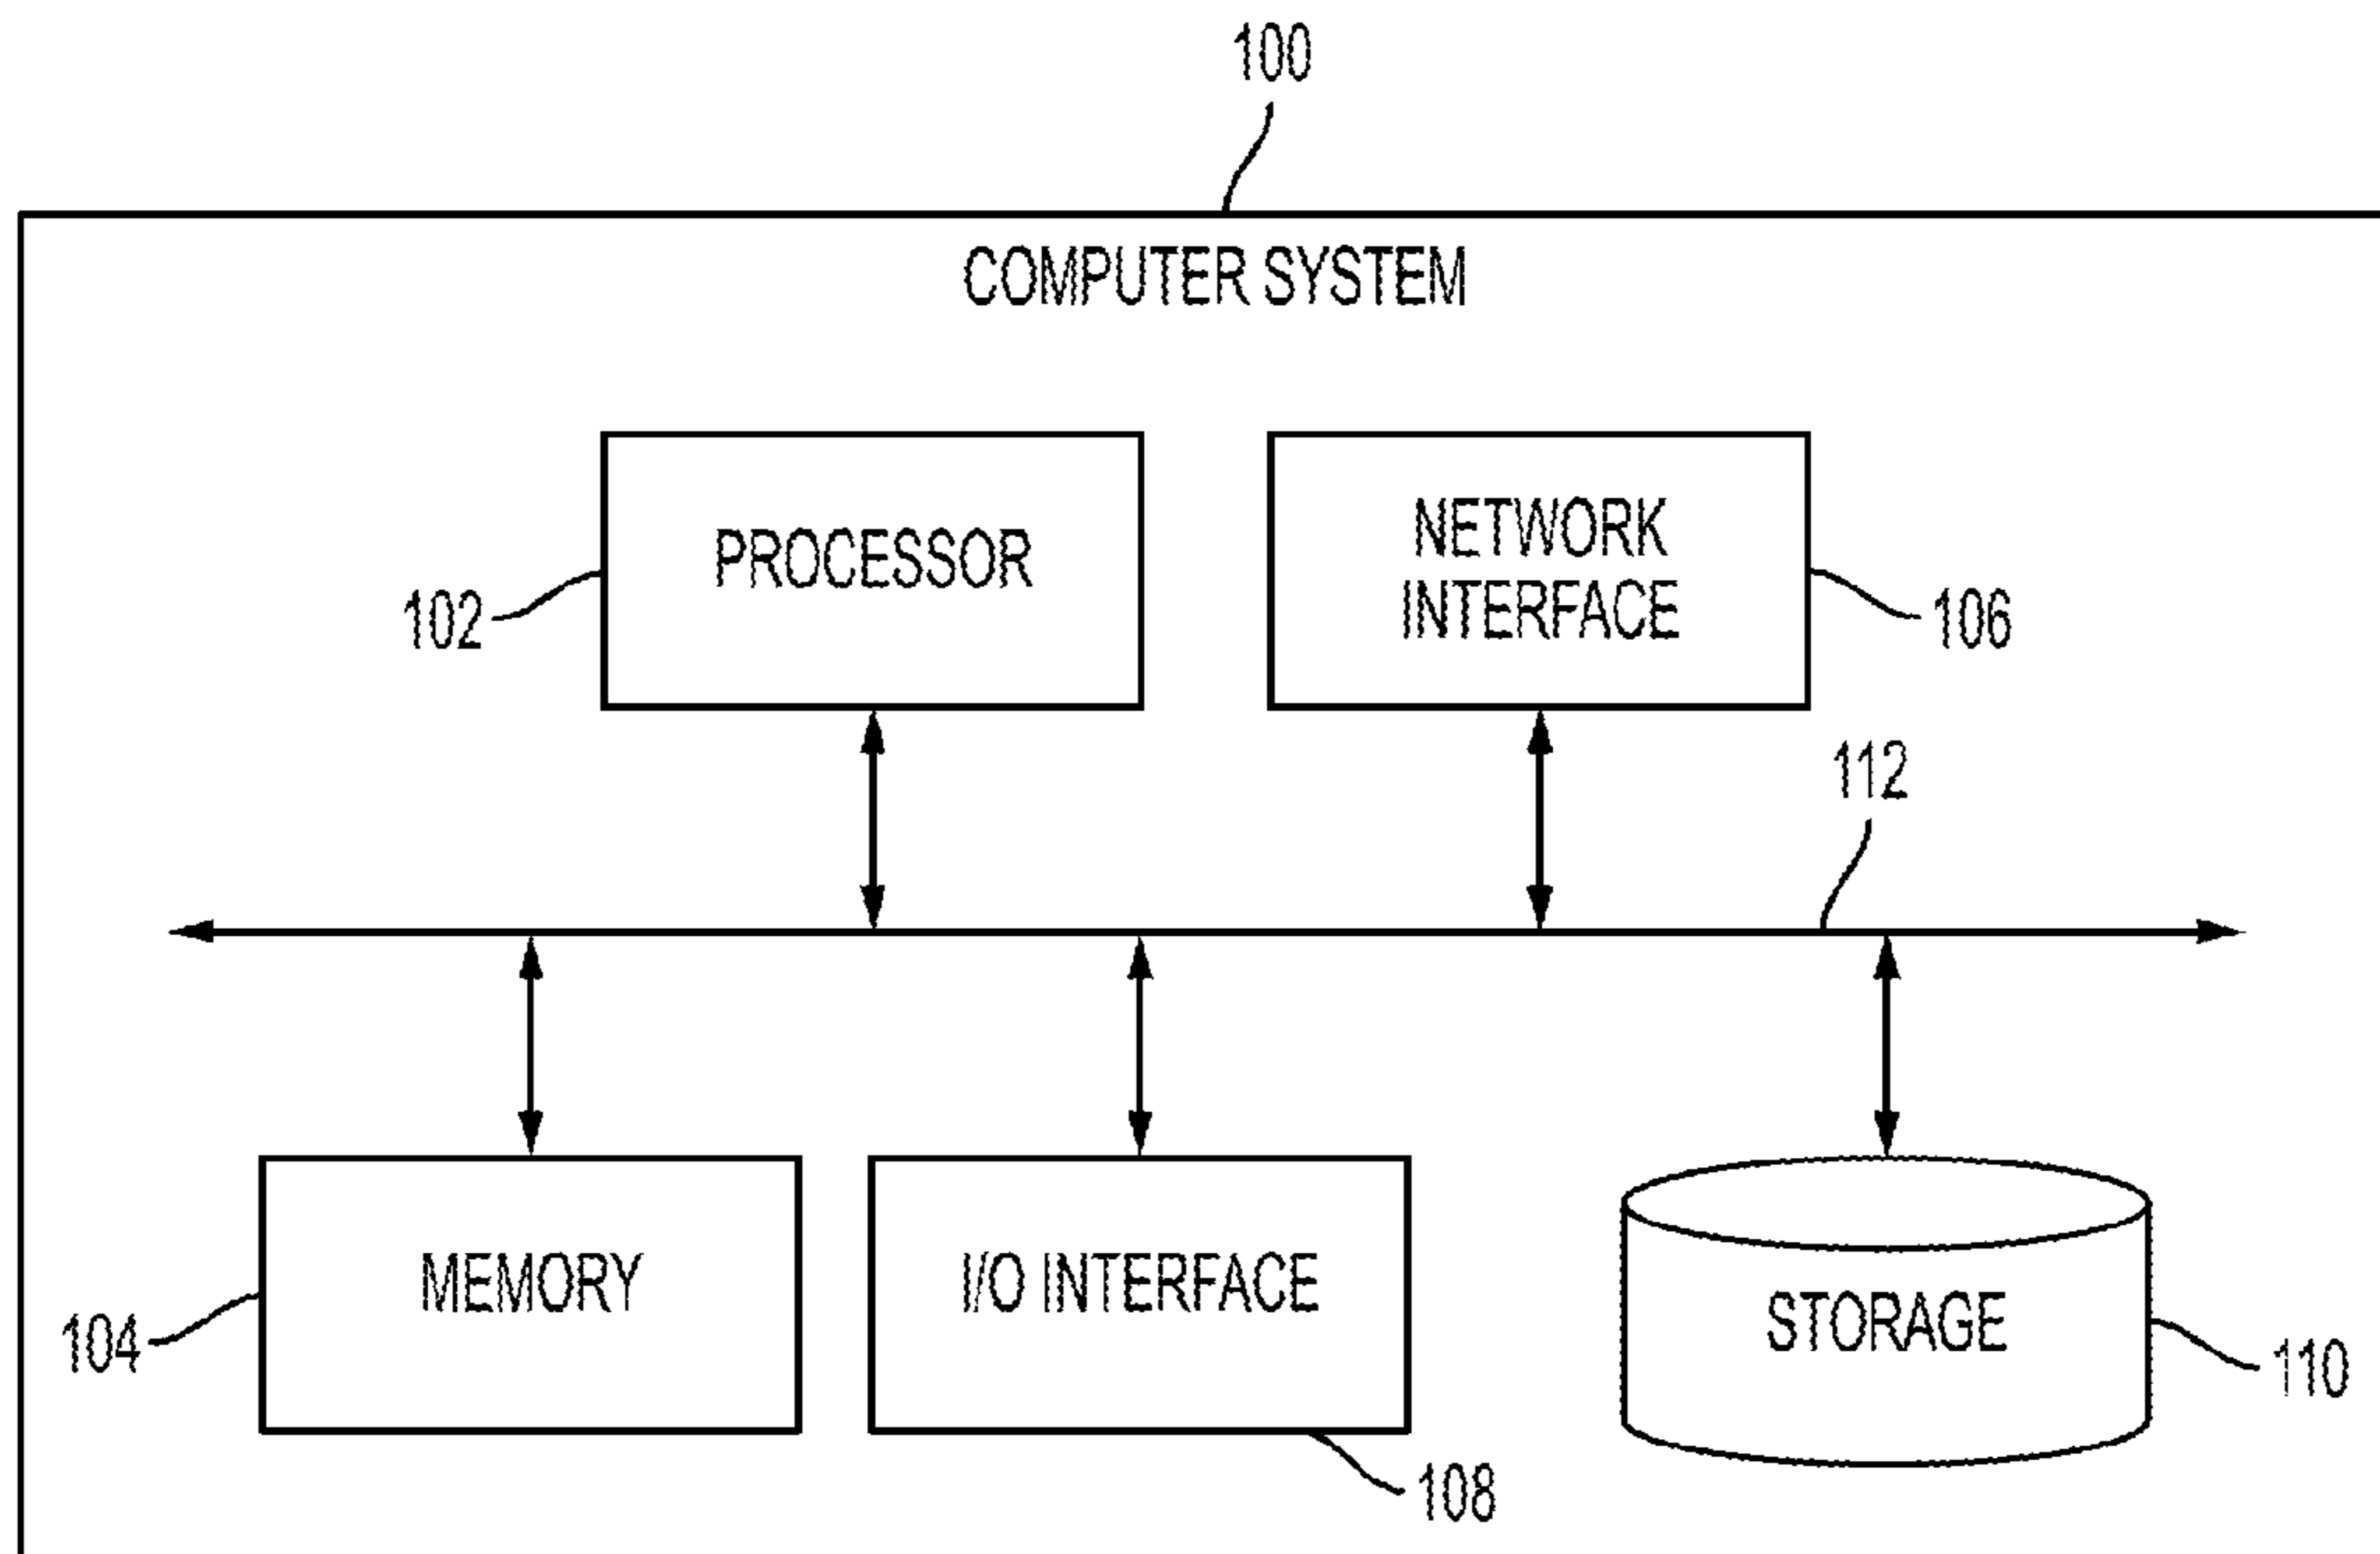 100
COMPUTER SYSTEM
PROCESSOR
NETWORK
INTERFACE
102
106
112
MEMORY
I/O INTERFACE
STORAGE
104
110
108